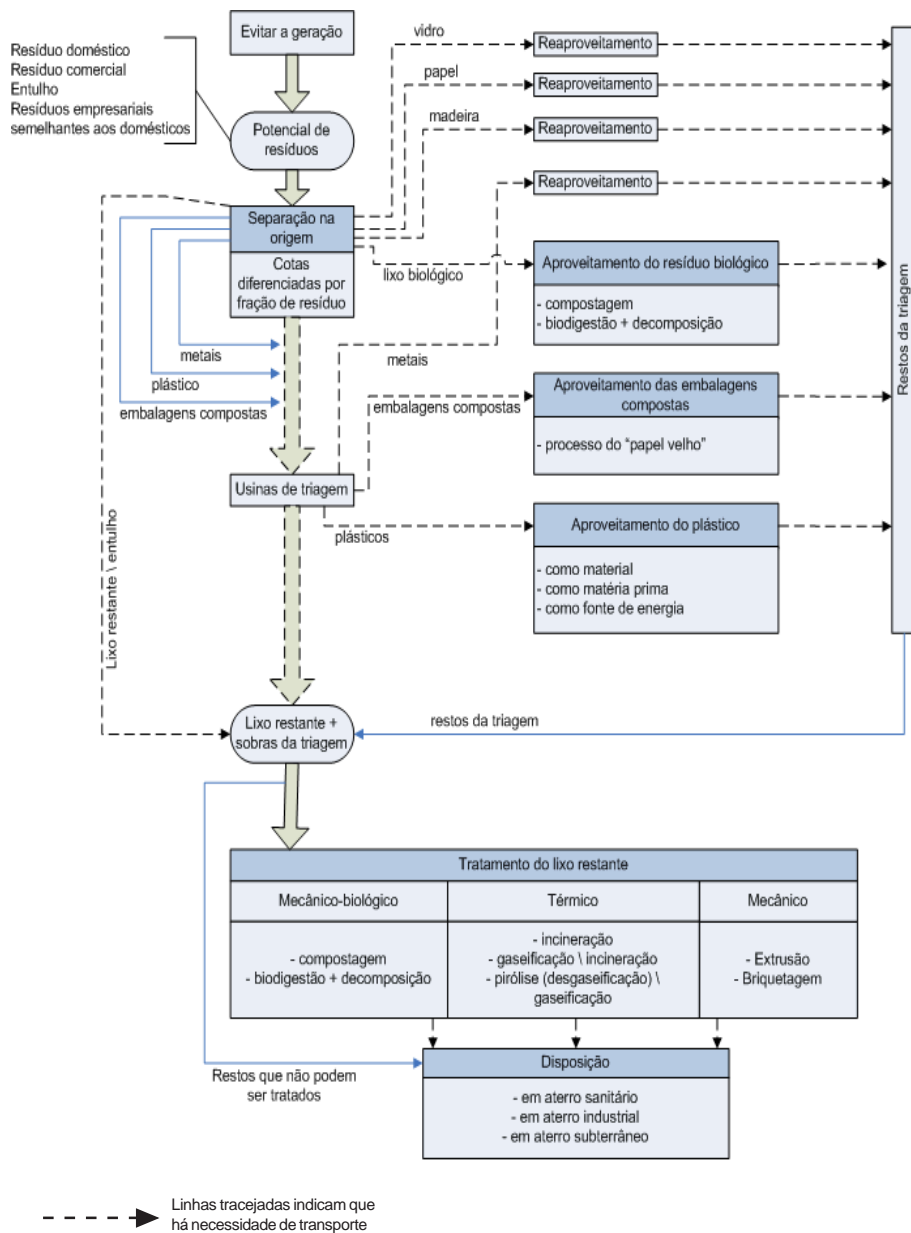 Evitar a geração
Resíduo doméstico
Resíduo comercial
Entulho
Resíduos empresariais
semelhantes aos domésticos
Potencial de
resíduos
vidro
Reaproveitamento
papel
Reaproveitamento
madeira
Reaproveitamento
Reaproveitamento
Separação na
origem
Cotas
diferenciadas por
fração de resíduo
lixo biológico
Aproveitamento do resíduo biológico
- compostagem
- biodigestão + decomposição
Restos da triagem
metais
plástico
embalagens compostas
metais
embalagens compostas
Aproveitamento das embalagens
compostas
- processo do “papel velho”
Usinas de triagem
plásticos
Aproveitamento do plástico
- como material
- como matéria prima
- como fonte de energia
Lixo restante \ entulho
Lixo restante +
sobras da triagem
restos da triagem
Tratamento do lixo restante
Mecânico-biológico
- compostagem
- biodigestão + decomposição
Térmico
- incineração
- gaseificação \ incineração
- pirólise (desgaseificação) \
gaseificação
Mecânico
- Extrusão
- Briquetagem
Restos que não podem
ser tratados
Disposição
- em aterro sanitário
- em aterro industrial
- em aterro subterrâneo
Linhas tracejadas indicam que
há necessidade de transporte